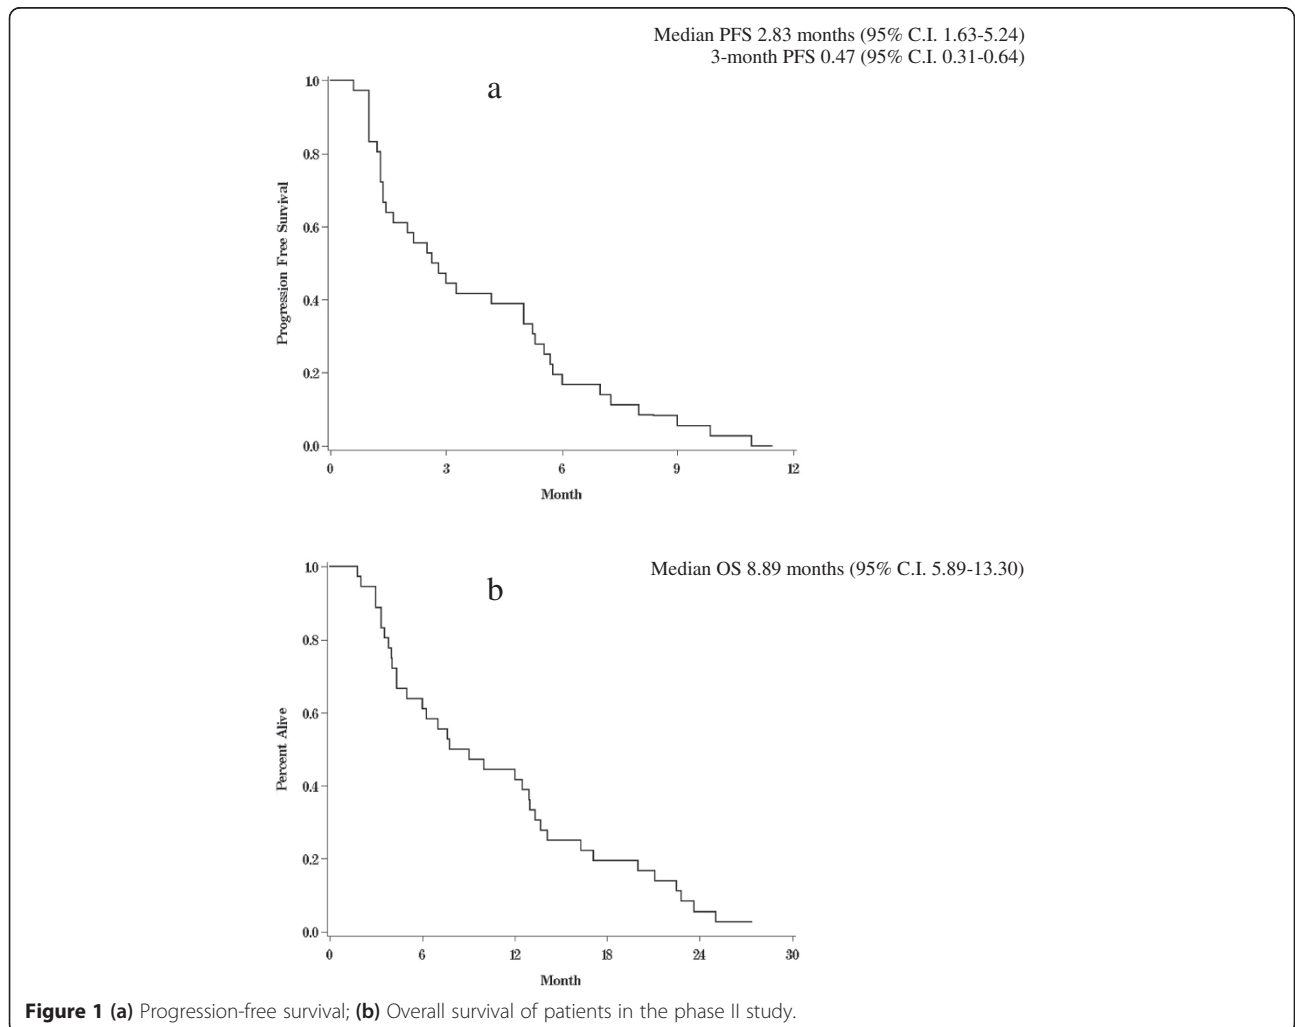 Median PFS 2.83 months (95% C.I. 1.63-5.24)
3-month PFS 0.47 (95% C.I. 0.31-0.64)
a
1.0
0.8
0.6
0.4
0.2
0.0
Progression Free Survival
0 3 6 9 12
Month
Median OS 8.89 months (95% C.I. 5.89-13.30)
b
1.0
0.8
0.6
0.4
0.2
0.0
Percent Alive
0 6 12 18 24 30
Month
Figure 1 (a) Progression-free survival; (b) Overall survival of patients in the phase II study.